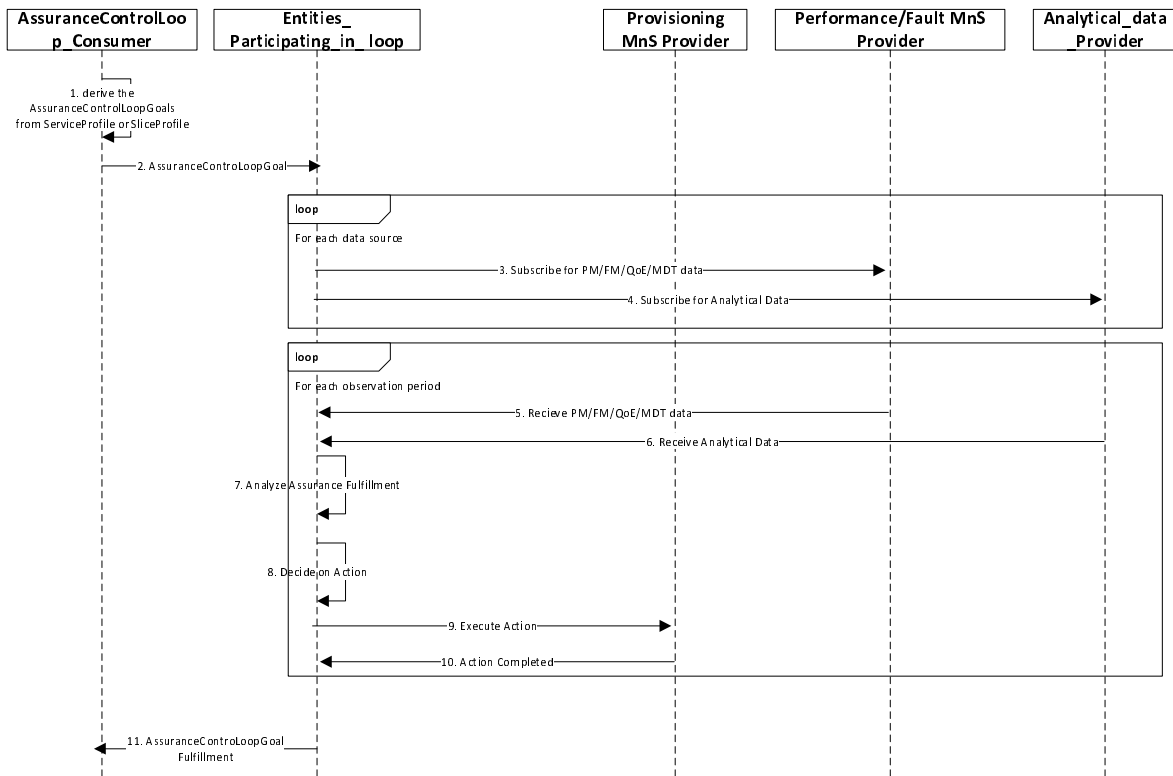 AssuranceControlLoo
p_Consumer
Entities_
Participating_in_ loop
Provisioning
MnS Provider
Performance/Fault MnS
Provider
Analytical_data
_Provider
1. derive the
AssuranceControlLoopGoals
from ServiceProfile or SliceProfile
2. AssuranceControLoopGoal
loop
For each data source
3. Subscribe for PM/FM/QoE/MDT data
4. Subscribe for Analytical Data
loop
For each observation period
5. Recieve PM/FM/QoE/MDT data
6. Receive Analytical Data
7. Analyze Assurance Fulfillment
8. Decide on Action
9. Execute Action
10. Action Completed
11. AssuranceControLoopGoal
Fulfillment